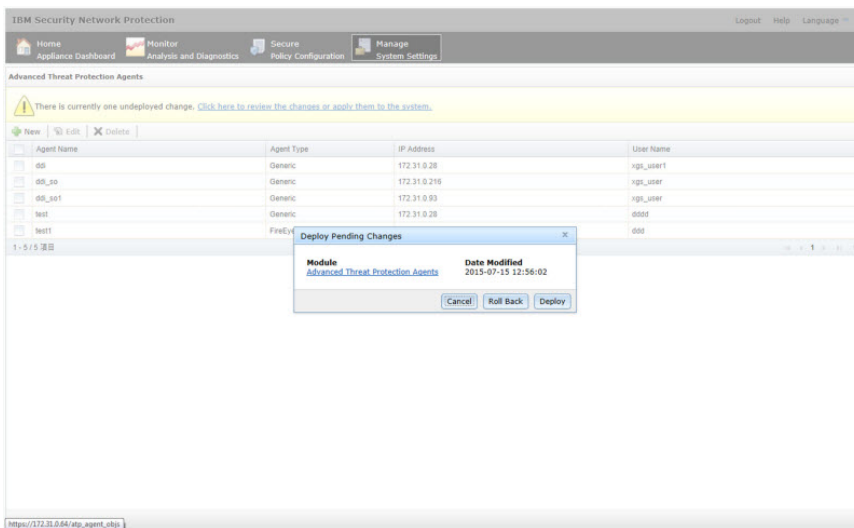 IBM Security Network Protection
Logout Help Language
Home Appliance Dashboard
Monitor Analysis and Diagnostics
Secure Policy Configuration
Manage System Settings
Advanced Threat Protection Agents
There is currently one undeployed change. Click here to review the changes or apply them to the system.
New Edit Delete
Agent Name Agent Type IP Address User Name
ddi Generic 172.31.0.28 xgs_user1
ddi_so Generic 172.31.0.216 xgs_user
ddi_so1 Generic 172.31.0.93 xgs_user
test Generic 172.31.0.28 dddd
test1 FireEye ddd
1 - 5 / 5 項目
1
Deploy Pending Changes
Module Date Modified
Advanced Threat Protection Agents 2015-07-15 12:56:02
Cancel Roll Back Deploy
https://172.31.0.64/atp_agent_objs